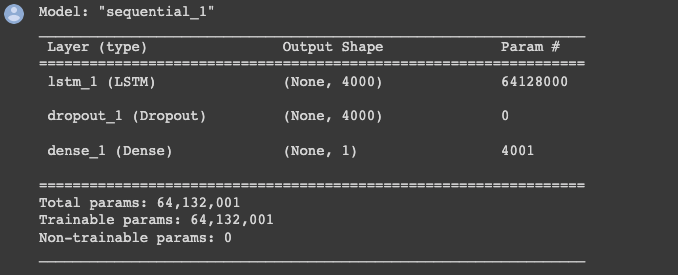 Model: "sequential_1"
Layer (type) Output Shape Param #
lstm_1 (LSTM) (None, 4000) 64128000
dropout_1 (Dropout) (None, 4000) 0
dense_1 (Dense) (None, 1) 4001
Total params: 64,132,001
Trainable params: 64,132,001
Non-trainable params: 0